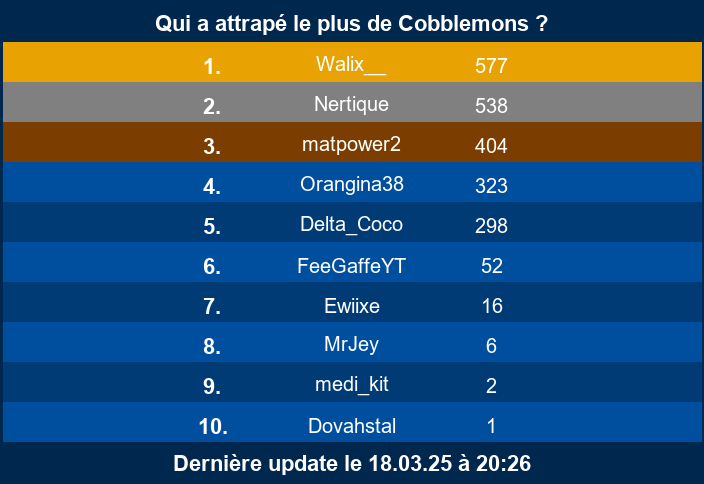 Qui a attrapé le plus de Cobblemons ?
1. Walix__ 577
2. Nertique 538
3. matpower2 404
4. Orangina38 323
5. Delta_Coco 298
6. FeeGaffeYT 52
7. Ewiixe 16
8. MrJey 6
9. medi_kit 2
10. Dovahstal 1
Dernière update le 18.03.25 à 20:26